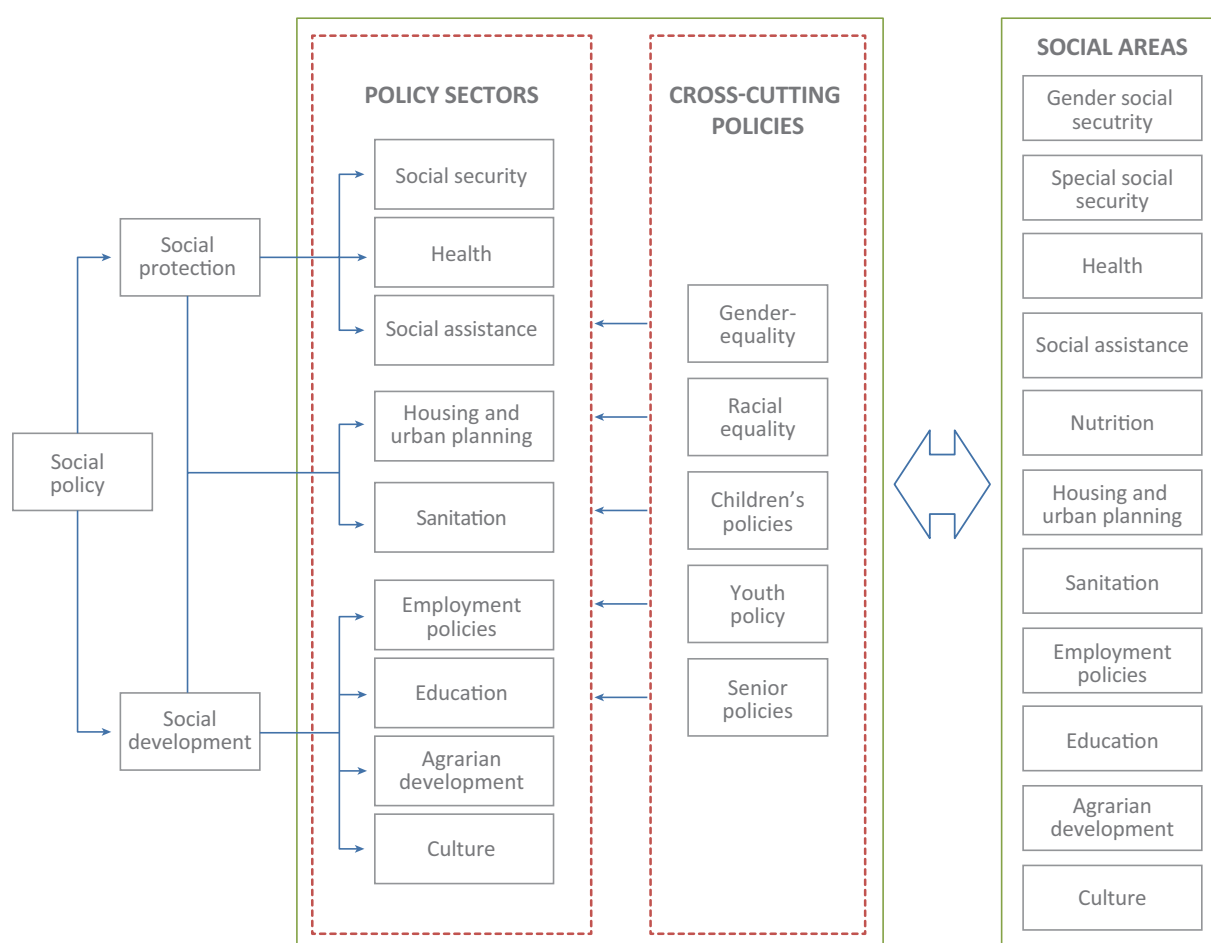 Social
policy
Social
protection
Social
development
POLICY SECTORS
Social security
Health
Social assistance
Housing and
urban planning
Sanitation
Employment
policies
Education
Agrarian
development
Culture
CROSS-CUTTING
POLICIES
Gender-
equality
Racial
equality
Children's
policies
Youth
policy
Senior
policies
SOCIAL AREAS
Gender social
secutrity
Special social
security
Health
Social assistance
Nutrition
Housing and
urban planning
Sanitation
Employment
policies
Education
Agrarian
development
Culture